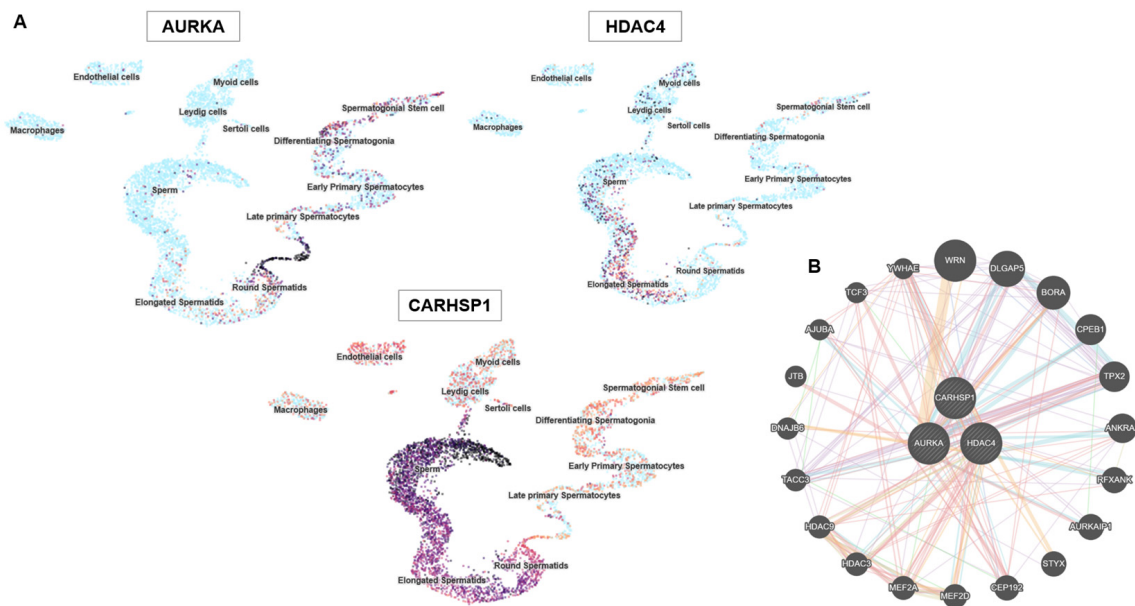 A
AURKA
Endothelial cells
Myoid cells
Leydig cells
Spermatogonial Stem cell
Macrophages
Sertoli cells
Differentiating Spermatogonia
Sperm
Early Primary Spermatocytes
Late primary Spermatocytes
Round Spermatids
Elongated Spermatids
HDAC4
Endothelial cells
Myoid cells
Leydig cells
Spermatogonial Stem cell
Macrophages
Sertoli cells
Differentiating Spermatogonia
Sperm
Early Primary Spermatocytes
Late primary Spermatocytes
Round Spermatids
Elongated Spermatids
CARHSP1
Endothelial cells
Myoid cells
Leydig cells
Spermatogonial Stem cell
Macrophages
Sertoli cells
Differentiating Spermatogonia
Sperm
Early Primary Spermatocytes
Late primary Spermatocytes
Round Spermatids
Elongated Spermatids
B
WRN
DLGAP5
BORA
CPEB1
TPX2
ANKRA
RFXANK
AURKAIP1
STYX
CEP192
MEF2D
MEF2A
HDAC3
HDAC9
TACC3
DNAJB6
JTB
AJUBA
TCF3
YWHAE
CARHSP1
AURKA
HDAC4